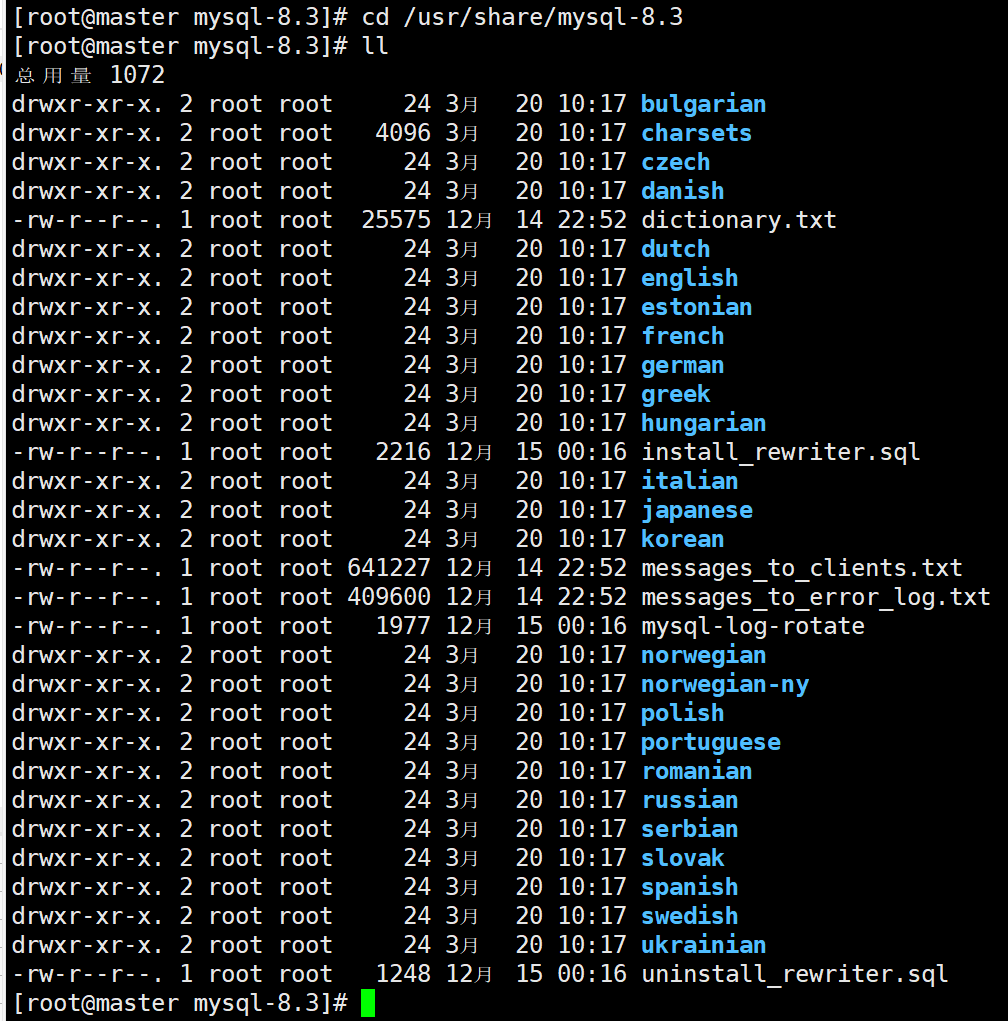 [root@master mysql-8.3]# cd /usr/share/mysql-8.3
[root@master mysql-8.3]# ll
总用量 1072
drwxr-xr-x. 2 root root     24 3月   20 10:17 bulgarian
drwxr-xr-x. 2 root root   4096 3月   20 10:17 charsets
drwxr-xr-x. 2 root root     24 3月   20 10:17 czech
drwxr-xr-x. 2 root root     24 3月   20 10:17 danish
-rw-r--r--. 1 root root  25575 12月  14 22:52 dictionary.txt
drwxr-xr-x. 2 root root     24 3月   20 10:17 dutch
drwxr-xr-x. 2 root root     24 3月   20 10:17 english
drwxr-xr-x. 2 root root     24 3月   20 10:17 estonian
drwxr-xr-x. 2 root root     24 3月   20 10:17 french
drwxr-xr-x. 2 root root     24 3月   20 10:17 german
drwxr-xr-x. 2 root root     24 3月   20 10:17 greek
drwxr-xr-x. 2 root root     24 3月   20 10:17 hungarian
-rw-r--r--. 1 root root   2216 12月  15 00:16 install_rewriter.sql
drwxr-xr-x. 2 root root     24 3月   20 10:17 italian
drwxr-xr-x. 2 root root     24 3月   20 10:17 japanese
drwxr-xr-x. 2 root root     24 3月   20 10:17 korean
-rw-r--r--. 1 root root 641227 12月  14 22:52 messages_to_clients.txt
-rw-r--r--. 1 root root 409600 12月  14 22:52 messages_to_error_log.txt
-rw-r--r--. 1 root root   1977 12月  15 00:16 mysql-log-rotate
drwxr-xr-x. 2 root root     24 3月   20 10:17 norwegian
drwxr-xr-x. 2 root root     24 3月   20 10:17 norwegian-ny
drwxr-xr-x. 2 root root     24 3月   20 10:17 polish
drwxr-xr-x. 2 root root     24 3月   20 10:17 portuguese
drwxr-xr-x. 2 root root     24 3月   20 10:17 romanian
drwxr-xr-x. 2 root root     24 3月   20 10:17 russian
drwxr-xr-x. 2 root root     24 3月   20 10:17 serbian
drwxr-xr-x. 2 root root     24 3月   20 10:17 slovak
drwxr-xr-x. 2 root root     24 3月   20 10:17 spanish
drwxr-xr-x. 2 root root     24 3月   20 10:17 swedish
drwxr-xr-x. 2 root root     24 3月   20 10:17 ukrainian
-rw-r--r--. 1 root root   1248 12月  15 00:16 uninstall_rewriter.sql
[root@master mysql-8.3]#